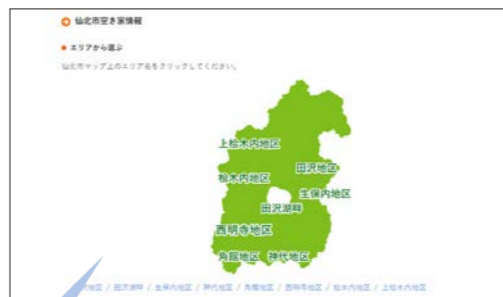 仙北市空き家情報
エリアから選ぶ
仙北市マップ上のエリア名をクリックしてください。
上桧木内地区
田沢地区
桧木内地区
生保内地区
田沢湖畔
西明寺地区
角館地区 神代地区
沢地区 / 田沢湖畔 / 生保内地区 / 神代地区 / 角館地区 / 西明寺地区 / 桧木内地区 / 上桧木内地区